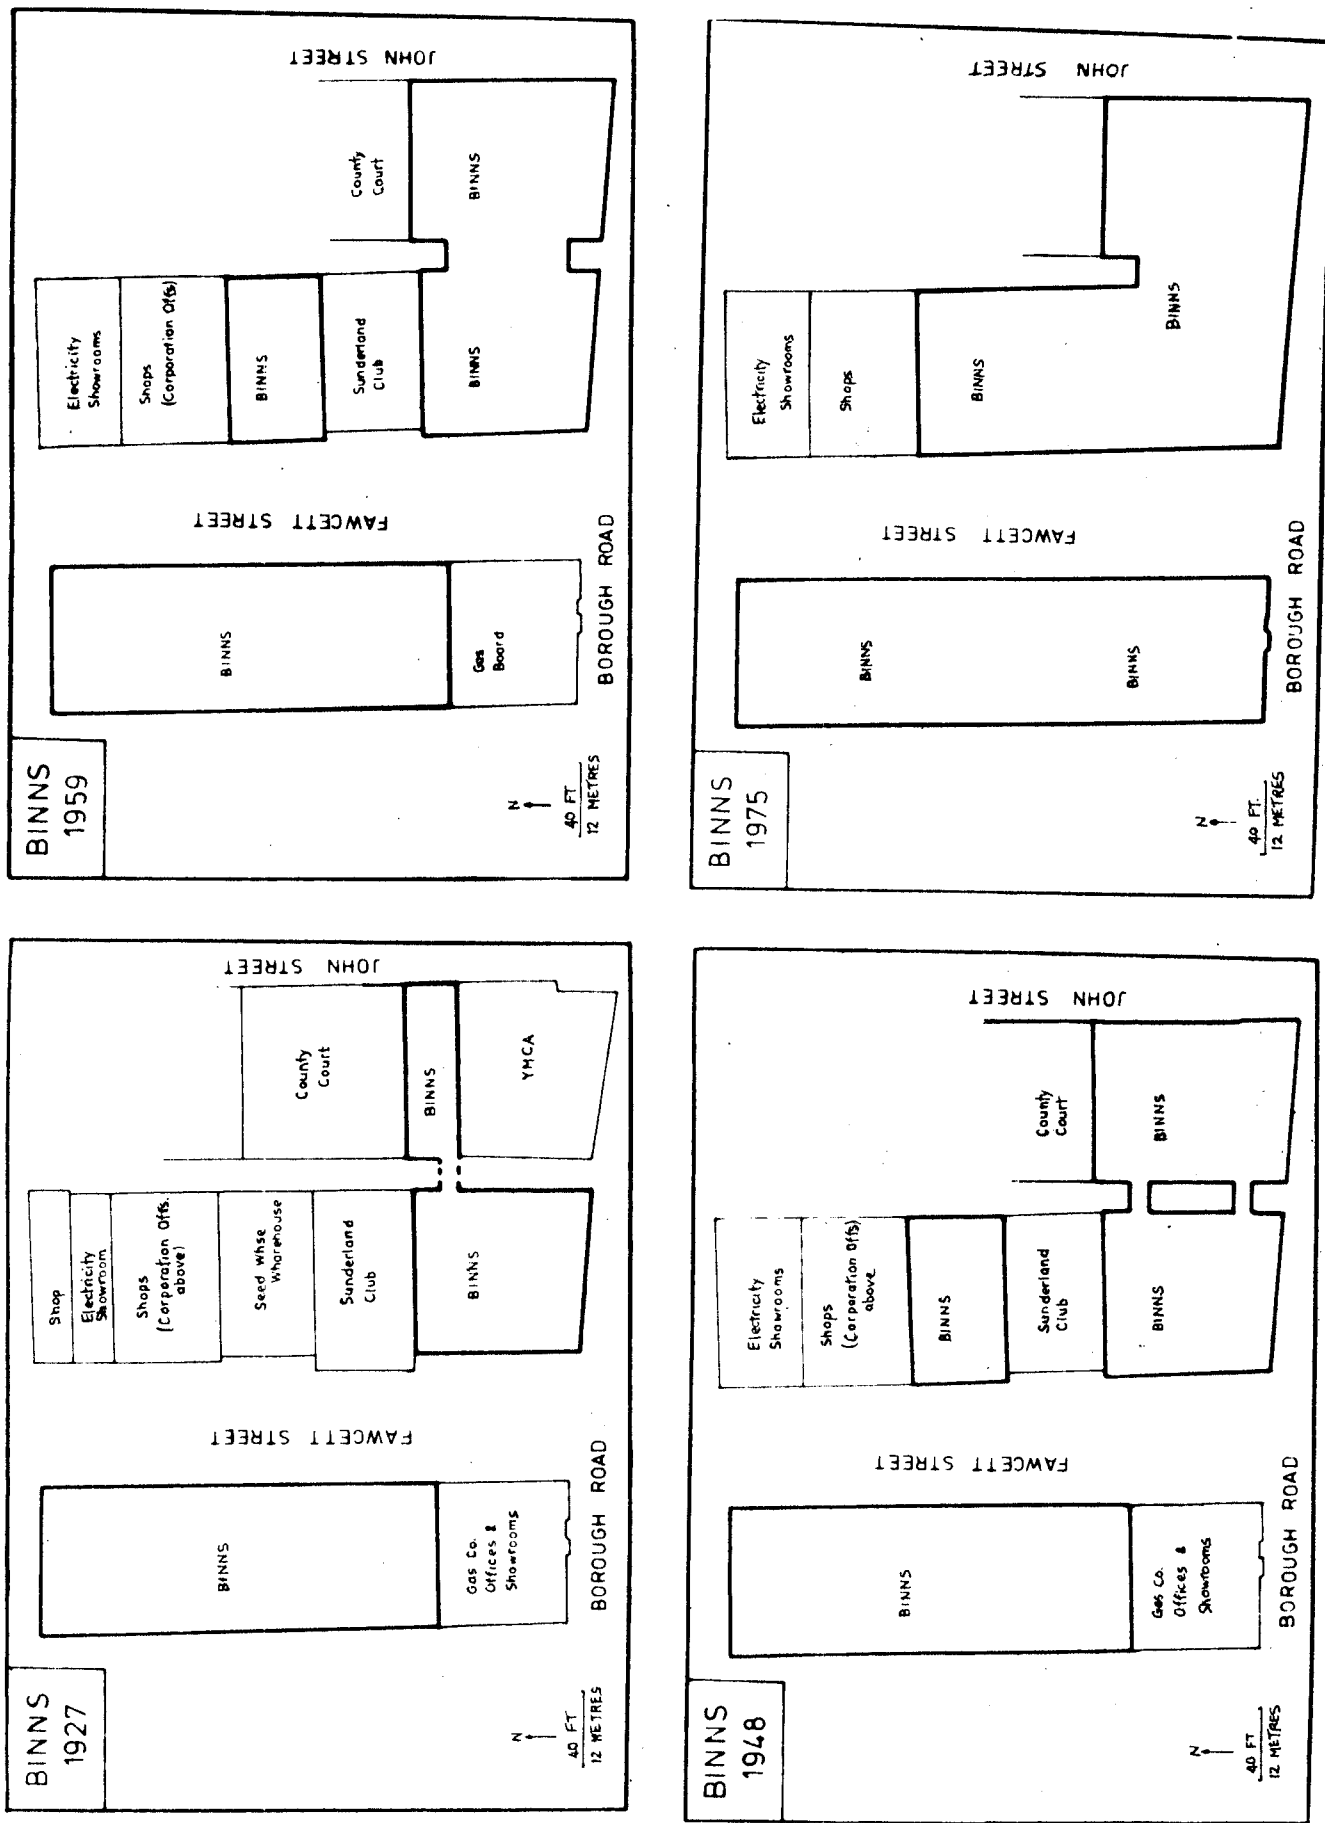 BINNS
1927
BINNS
Gas Co.
Offices &
Showrooms
FAWCETT STREET
BOROUGH ROAD
Shop
Electricity
Showroom
Shops
(Corporation Offs.
above)
Seed Whse
Wharehouse
Sunderland
Club
BINNS
County
Court
BINNS
YMCA
JOHN STREET
N
40 FT
12 METRES
BINNS
1948
BINNS
Gas Co.
Offices &
Showrooms
FAWCETT STREET
BOROUGH ROAD
Electricity
Showrooms
Shops
(Corporation Offs)
above
BINNS
Sunderland
Club
BINNS
County
Court
BINNS
JOHN STREET
N
40 FT
12 METRES
BINNS
1959
BINNS
Gas
Board
FAWCETT STREET
BOROUGH ROAD
Electricity
Showrooms
Shops
(Corporation Offs)
BINNS
Sunderland
Club
BINNS
County
Court
BINNS
JOHN STREET
N
40 FT
12 METRES
BINNS
1975
BINNS
BINNS
FAWCETT STREET
BOROUGH ROAD
Electricity
Showrooms
Shops
BINNS
BINNS
JOHN STREET
N
40 FT.
12 METRES